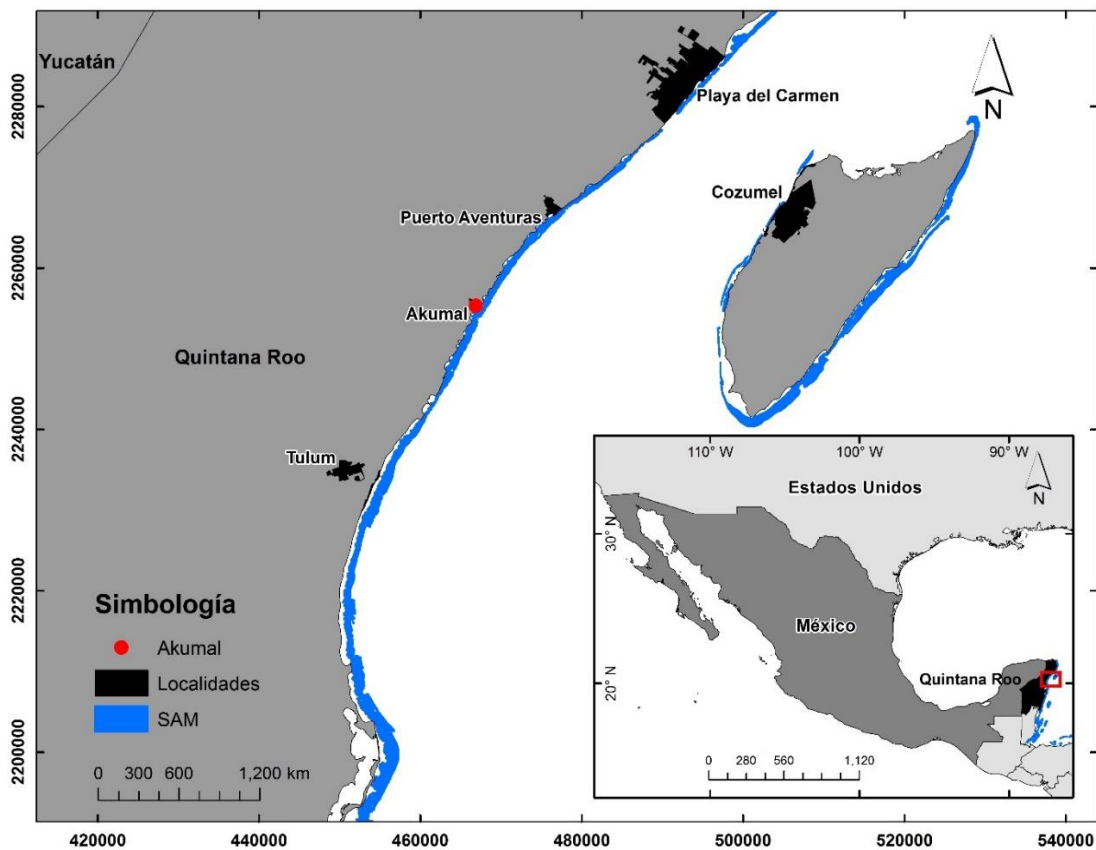 Yucatán
Playa del Carmen
N
Cozumel
Puerto Aventuras
Akumal
Quintana Roo
Tulum
Simbología
Akumal
Localidades
SAM
0 300 600 1,200 km
2280000
2260000
2240000
2220000
2200000
420000 440000 460000 480000 500000 520000 540000
110° W 100° W 90° W
N
Estados Unidos
30° N
México
20° N
Quintana Roo
0 280 560 1,120